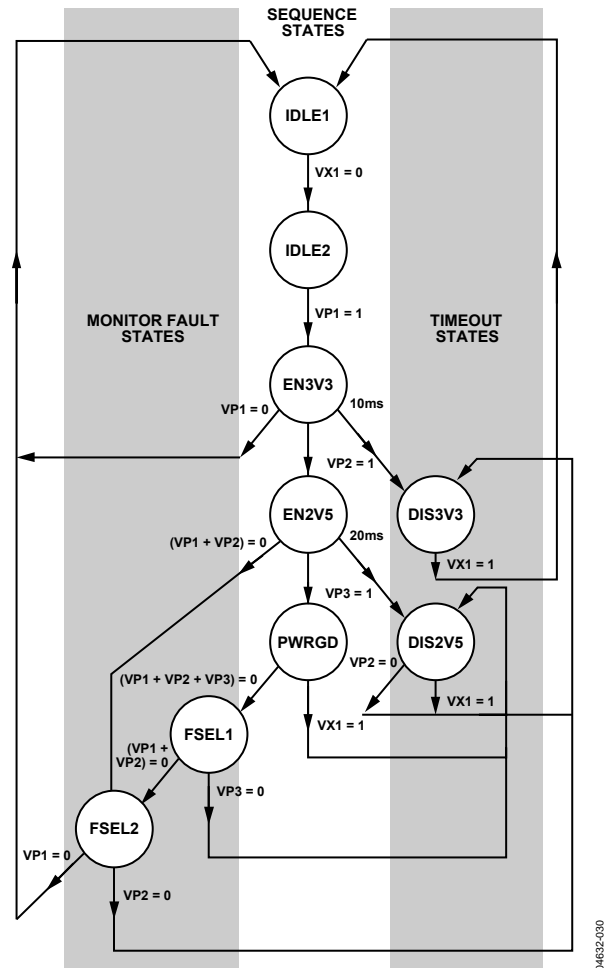 SEQUENCE
STATES
IDLE1
VX1 = 0
IDLE2
MONITOR FAULT
STATES
VP1 = 1
TIMEOUT
STATES
EN3V3
VP1 = 0
10ms
VP2 = 1
DIS3V3
EN2V5
(VP1 + VP2) = 0
20ms
VX1 = 1
VP3 = 1
PWRGD
DIS2V5
VP2 = 0
(VP1 + VP2 + VP3) = 0
VX1 = 1
FSEL1
VX1 = 1
(VP1 +
VP2) = 0
VP3 = 0
FSEL2
VP1 = 0
VP2 = 0
04632-030